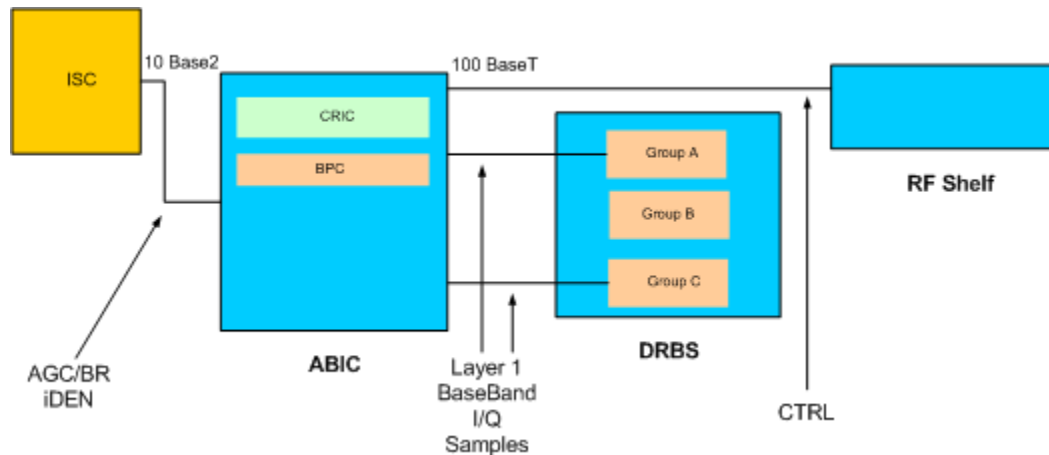 ISC
10 Base2
100 BaseT
CRIC
BPC
Group A
Group B
Group C
RF Shelf
ABIC
DRBS
AGC/BR
iDEN
Layer 1
BaseBand
I/Q
Samples
CTRL